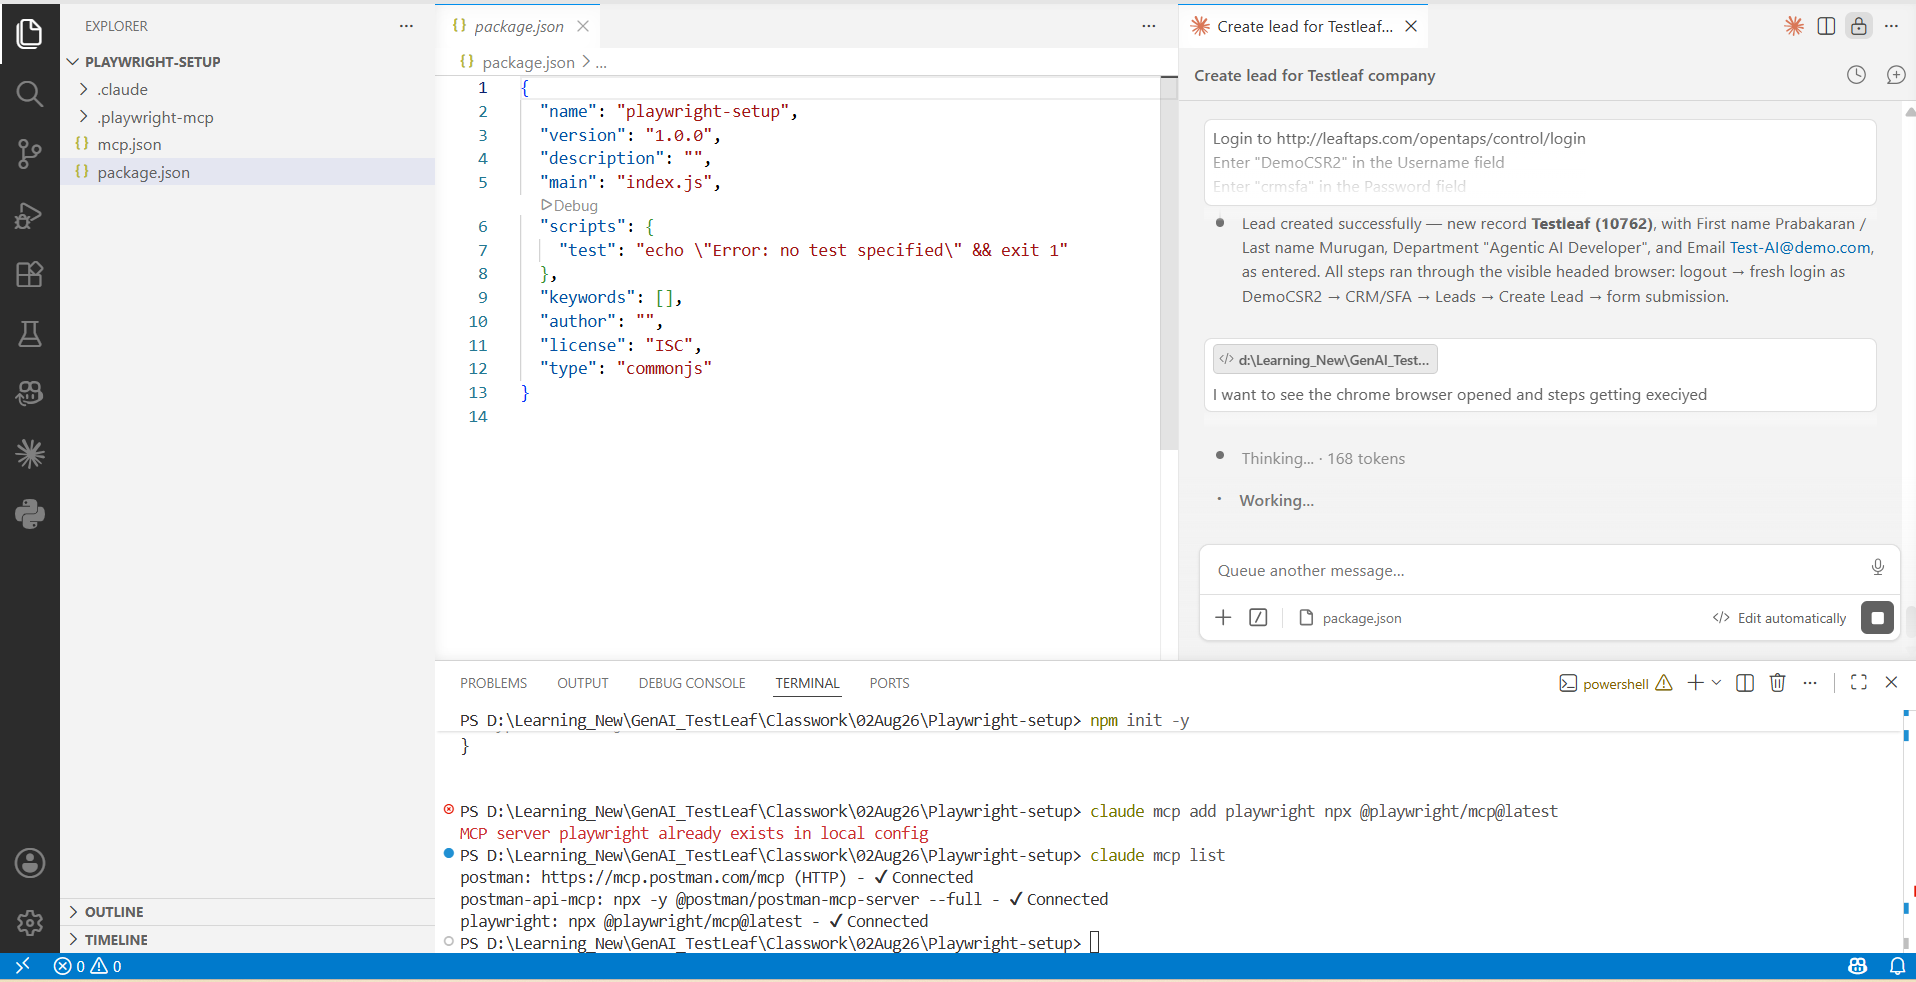 EXPLORER
PLAYWRIGHT-SETUP
.claude
.playwright-mcp
{} mcp.json
{} package.json
OUTLINE
TIMELINE
{} package.json
{} package.json > ...
1 {
2 "name": "playwright-setup",
3 "version": "1.0.0",
4 "description": "",
5 "main": "index.js",
Debug
6 "scripts": {
7 "test": "echo \"Error: no test specified\" && exit 1"
8 },
9 "keywords": [],
10 "author": "",
11 "license": "ISC",
12 "type": "commonjs"
13 }
14
Create lead for Testleaf...
Create lead for Testleaf company
Login to http://leaftaps.com/opentaps/control/login
Enter "DemoCSR2" in the Username field
Enter "crmsfa" in the Password field
Lead created successfully — new record Testleaf (10762), with First name Prabakaran /
Last name Murugan, Department "Agentic AI Developer", and Email Test-AI@demo.com,
as entered. All steps ran through the visible headed browser: logout → fresh login as
DemoCSR2 → CRM/SFA → Leads → Create Lead → form submission.
d:\Learning_New\GenAI_Test...
I want to see the chrome browser opened and steps getting execiyed
Thinking... · 168 tokens
Working...
Queue another message...
package.json
Edit automatically
PROBLEMS OUTPUT DEBUG CONSOLE TERMINAL PORTS
powershell
PS D:\Learning_New\GenAI_TestLeaf\Classwork\02Aug26\Playwright-setup> npm init -y
}
PS D:\Learning_New\GenAI_TestLeaf\Classwork\02Aug26\Playwright-setup> claude mcp add playwright npx @playwright/mcp@latest
MCP server playwright already exists in local config
PS D:\Learning_New\GenAI_TestLeaf\Classwork\02Aug26\Playwright-setup> claude mcp list
postman: https://mcp.postman.com/mcp (HTTP) - ✓ Connected
postman-api-mcp: npx -y @postman/postman-mcp-server --full - ✓ Connected
playwright: npx @playwright/mcp@latest - ✓ Connected
PS D:\Learning_New\GenAI_TestLeaf\Classwork\02Aug26\Playwright-setup>
0 0